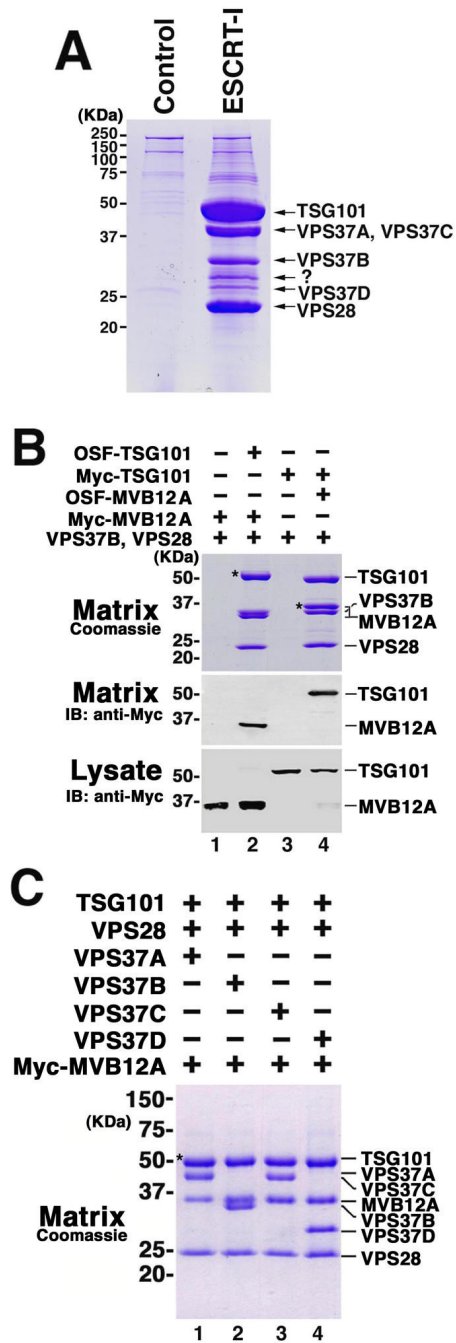 A
Control
ESCRT-I
(KDa)
250-
150-
100-
75-
50-
37-
25-
20-
TSG101
VPS37A, VPS37C
VPS37B
?
VPS37D
VPS28
B
OSF-TSG101 − + − −
Myc-TSG101 − − + +
OSF-MVB12A − − − +
Myc-MVB12A + + − −
VPS37B, VPS28 + + + +
(KDa)
Matrix
Coomassie
50-
37-
25-
20-
*
*
TSG101
VPS37B
MVB12A
VPS28
Matrix
IB: anti-Myc
50-
37-
TSG101
MVB12A
Lysate
IB: anti-Myc
50-
37-
TSG101
MVB12A
1 2 3 4
C
TSG101 + + + +
VPS28 + + + +
VPS37A + − − −
VPS37B − + − −
VPS37C − − + −
VPS37D − − − +
Myc-MVB12A + + + +
150-
(KDa)
75-
50-
37-
25-
20-
*
Matrix
Coomassie
TSG101
VPS37A
VPS37C
MVB12A
VPS37B
VPS37D
VPS28
1 2 3 4